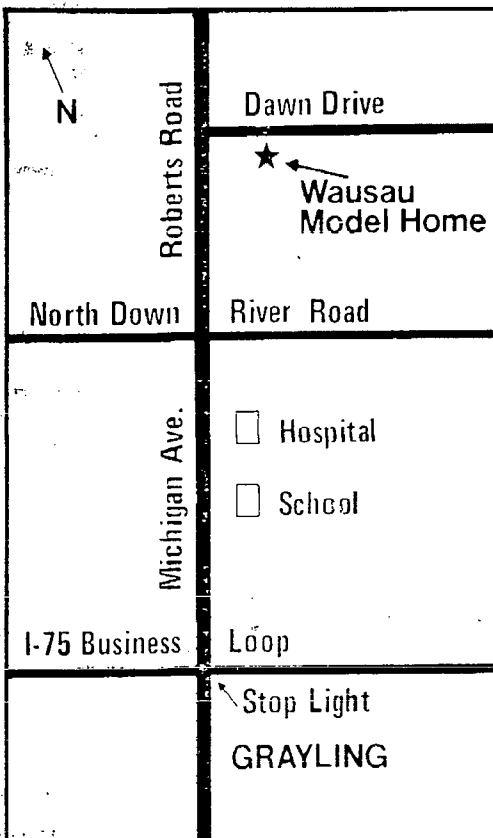 N
Roberts Road
Dawn Drive
Wausau
Model Home
North Down River Road
Michigan Ave.
Hospital
School
I-75 Business Loop
Stop Light
GRAYLING